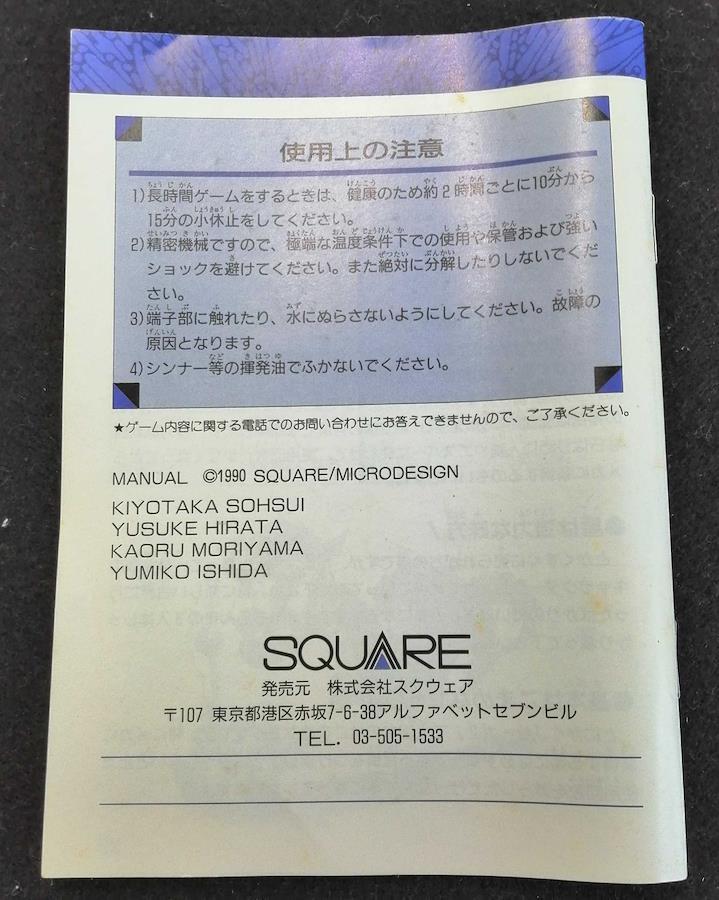 使用上の注意
1)長時間ゲームをするときは、健康のため約2時間ごとに10分から
15分の小休止をしてください。
2)精密機械ですので、極端な温度条件下での使用や保管および強い
ショックを避けてください。また絶対に分解したりしないでくだ
さい。
3)端子部に触れたり、水にぬらさないようにしてください。故障の
原因となります。
4)シンナー等の揮発油でふかないでください。
★ゲーム内容に関する電話でのお問い合わせにお答えできませんので、ご了承ください。
MANUAL ©1990 SQUARE/MICRODESIGN
KIYOTAKA SOHSUI
YUSUKE HIRATA
KAORU MORIYAMA
YUMIKO ISHIDA
SQUARE
発売元 株式会社スクウェア
〒107 東京都港区赤坂7-6-38アルファベットセブンビル
TEL. 03-505-1533